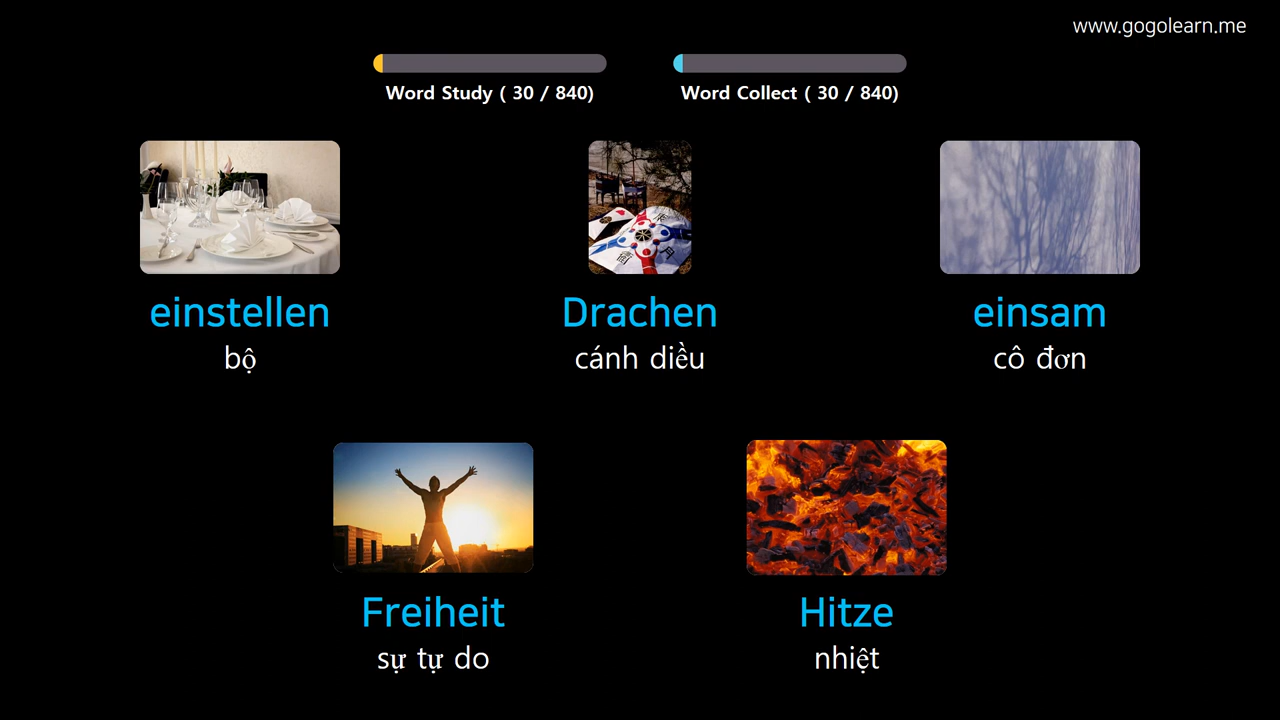 www.gogolearn.me
Word Study ( 30 / 840)
Word Collect ( 30 / 840)
einstellen
bộ
Drachen
cánh diều
einsam
cô đơn
Freiheit
sự tự do
Hitze
nhiệt